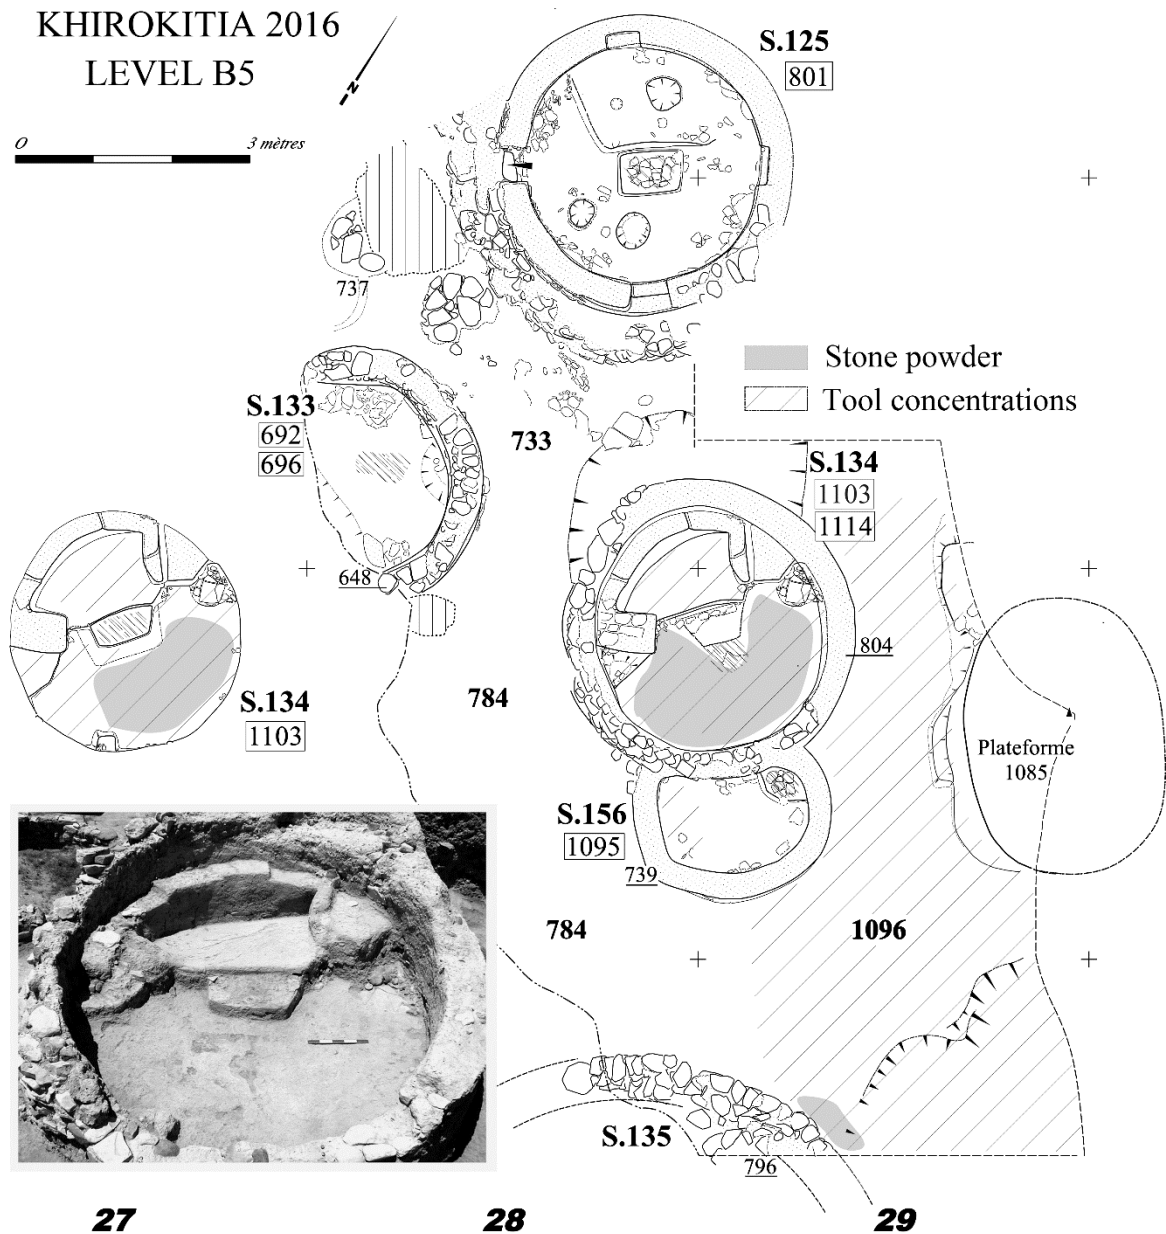 KHIROKITIA 2016
LEVEL B5
N
0 3 mètres
S.125
801
737
Stone powder
Tool concentrations
S.133
692
696
733
S.134
1103
1114
648
804
784
S.134
1103
Plateforme
1085
S.156
1095
739
784
1096
S.135
796
27 28 29